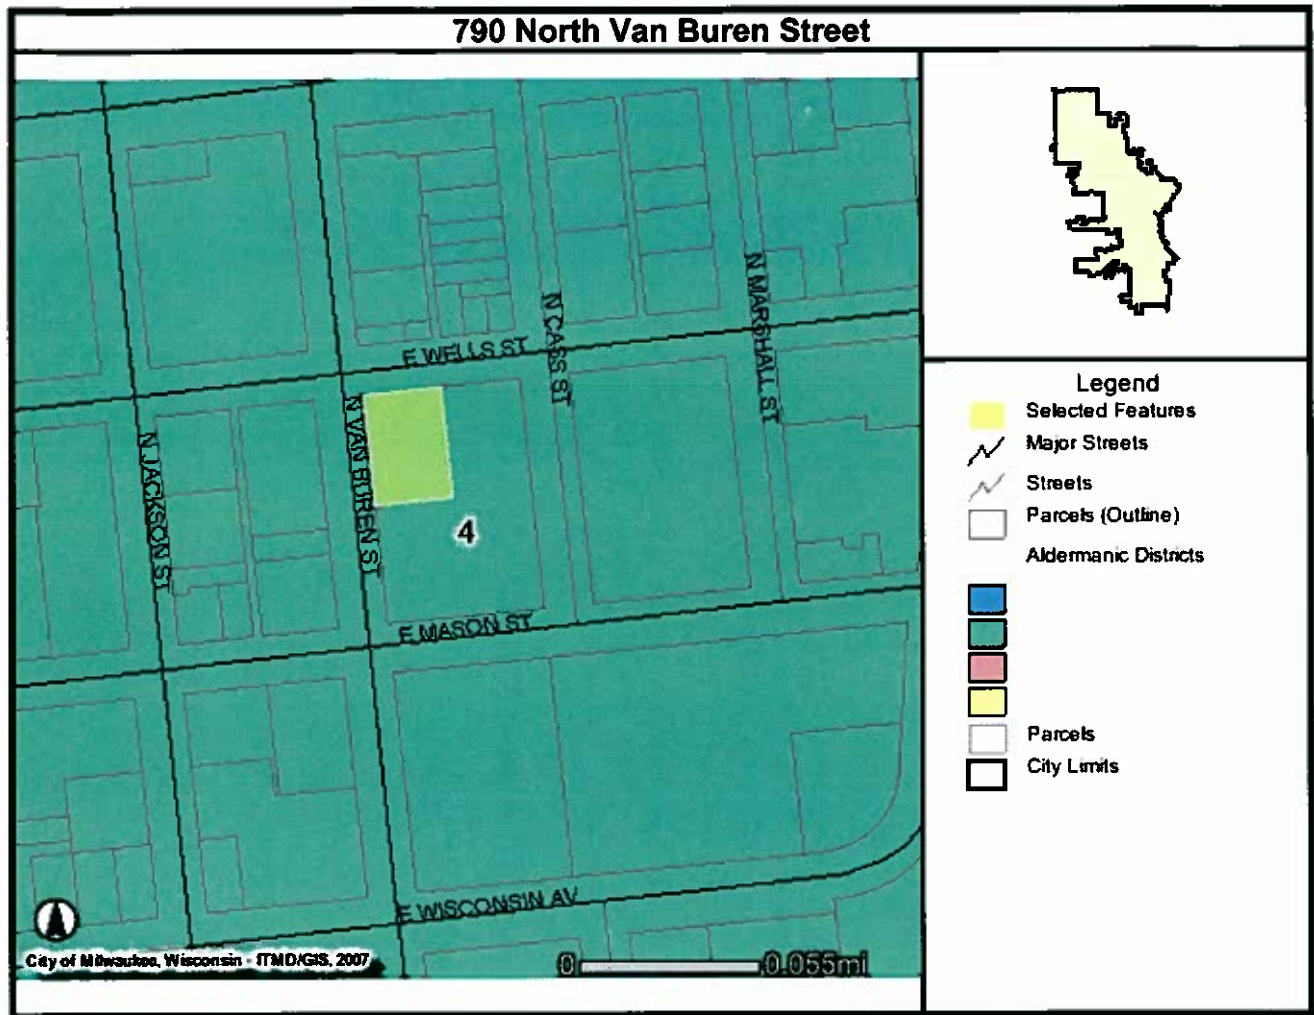 790 North Van Buren Street
N MARSHALL ST
N CASS ST
E WELLS ST
N VAN BUREN ST
N JACKSON ST
4
E MASON ST
E WISCONSIN AV
City of Milwaukee, Wisconsin - ITMD/GIS, 2007
0 0.055mi
Legend
Selected Features
Major Streets
Streets
Parcels (Outline)
Aldermanic Districts
Parcels
City Limits